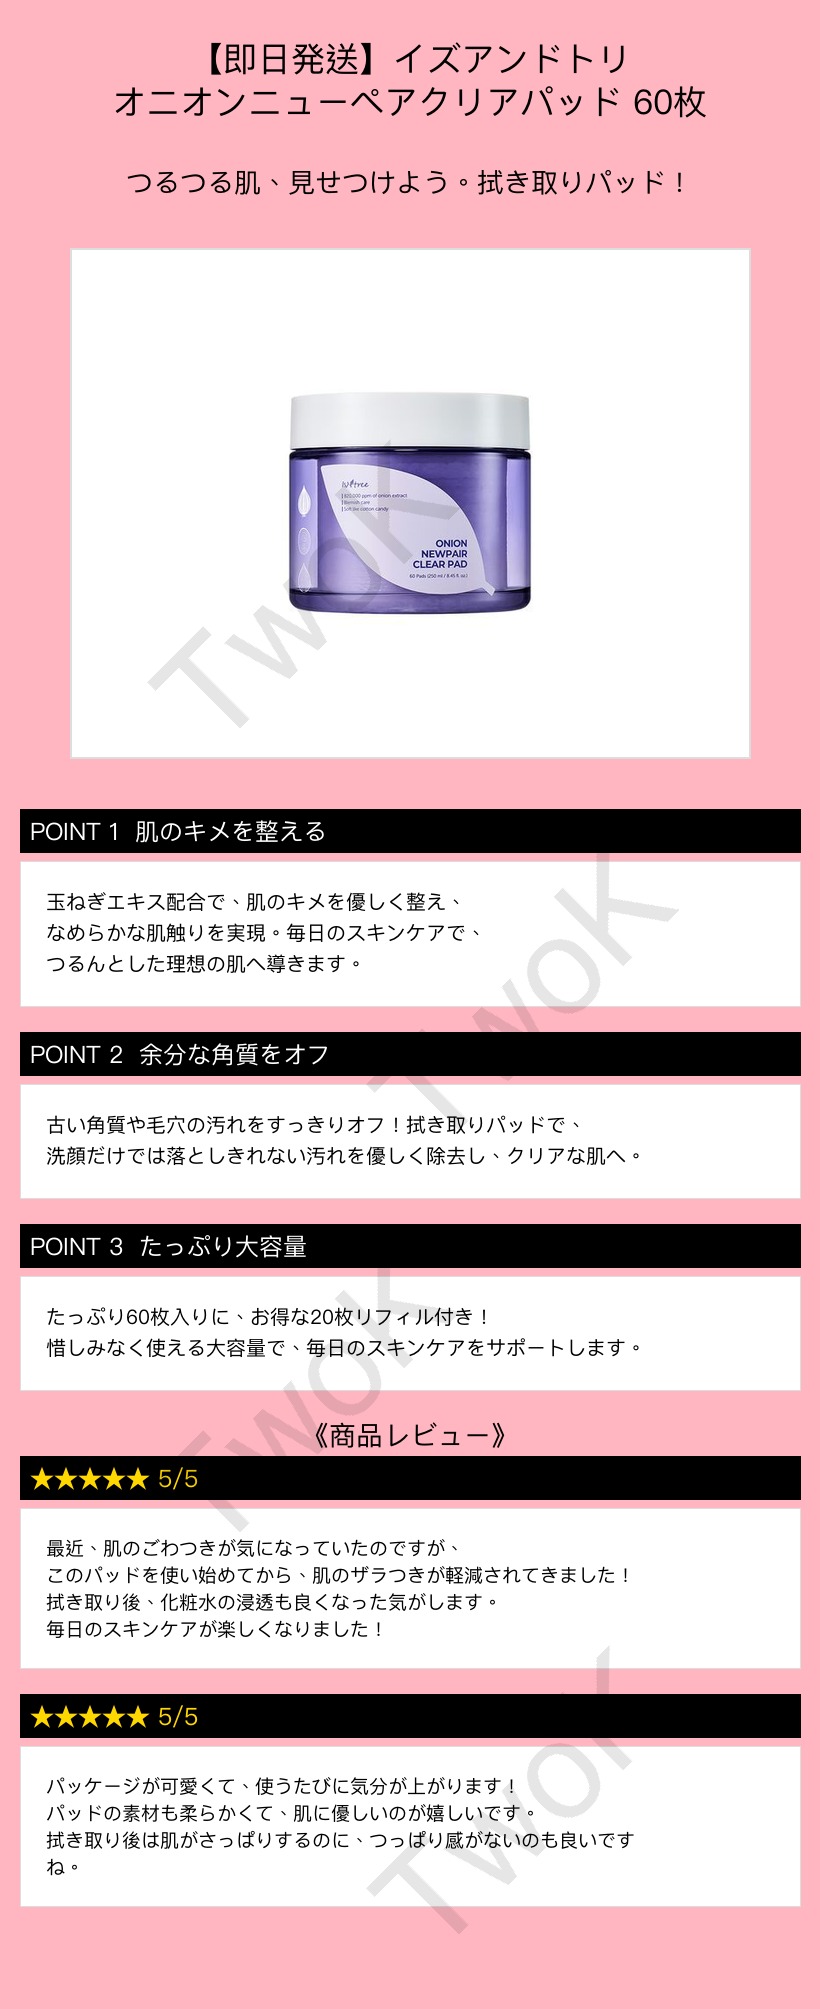 【即日発送】イズアンドトリ
オニオンニューペアクリアパッド 60枚
つるつる肌、見せつけよう。拭き取りパッド！
isntree
820,000 ppm of onion extract
Blemish care
Soft like cotton candy
ONION
NEWPAIR
CLEAR PAD
60 Pads (250 ml / 8.45 fl. oz.)
TwoK
POINT 1 肌のキメを整える
玉ねぎエキス配合で、肌のキメを優しく整え、
なめらかな肌触りを実現。毎日のスキンケアで、
つるんとした理想の肌へ導きます。
TwoK
POINT 2 余分な角質をオフ
古い角質や毛穴の汚れをすっきりオフ！拭き取りパッドで、
洗顔だけでは落としきれない汚れを優しく除去し、クリアな肌へ。
POINT 3 たっぷり大容量
たっぷり60枚入りに、お得な20枚リフィル付き！
惜しみなく使える大容量で、毎日のスキンケアをサポートします。
TwoK
《商品レビュー》
★★★★★ 5/5
最近、肌のごわつきが気になっていたのですが、
このパッドを使い始めてから、肌のザラつきが軽減されてきました！
拭き取り後、化粧水の浸透も良くなった気がします。
毎日のスキンケアが楽しくなりました！
★★★★★ 5/5
パッケージが可愛くて、使うたびに気分が上がります！
パッドの素材も柔らかくて、肌に優しいのが嬉しいです。
拭き取り後は肌がさっぱりするのに、つっぱり感がないのも良いです
ね。
TwoK